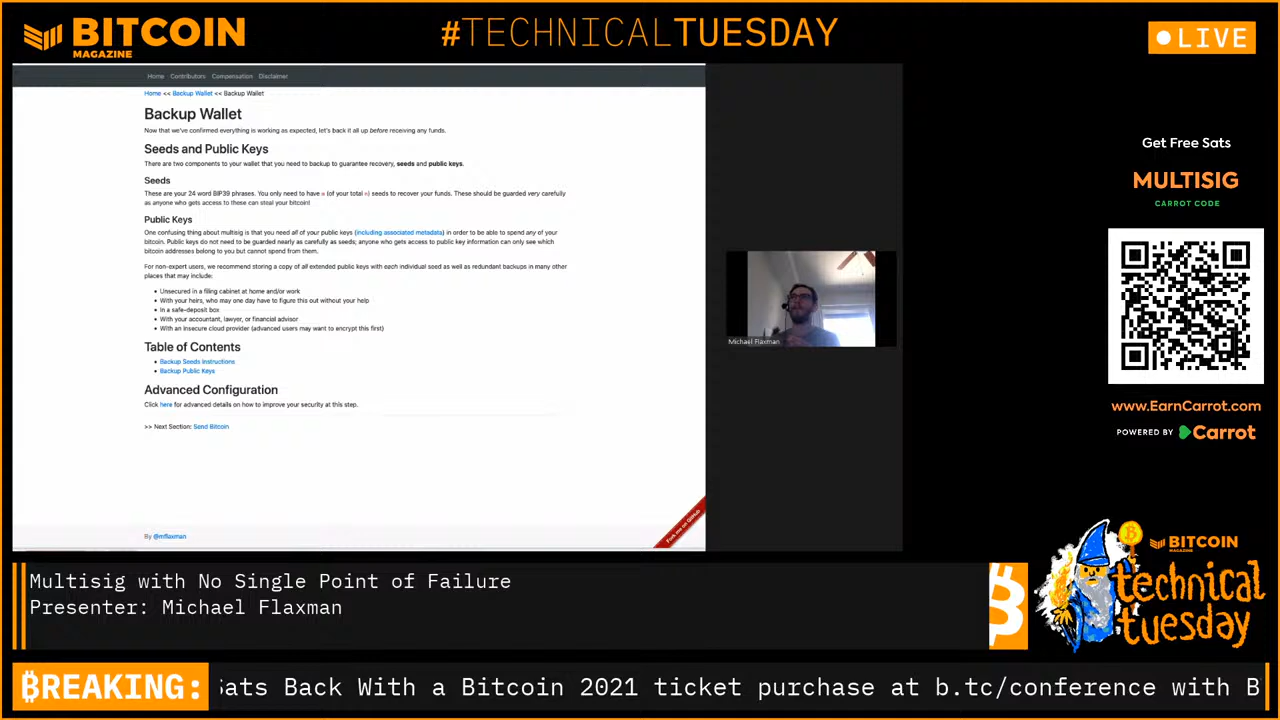 BITCOIN
MAGAZINE
#TECHNICALTUESDAY
LIVE
Home Contributors Compensation Disclaimer
Home << Backup Wallet << Backup Wallet
Backup Wallet
Now that we've confirmed everything is working as expected, let's back it all up before receiving any funds.
Seeds and Public Keys
There are two components to your wallet that you need to backup to guarantee recovery, seeds and public keys.
Seeds
These are your 24 word BIP39 phrases. You only need to have m (of your total n) seeds to recover your funds. These should be guarded very carefully
as anyone who gets access to these can steal your bitcoin!
Public Keys
One confusing thing about multisig is that you need all of your public keys (including associated metadata) in order to be able to spend any of your
bitcoin. Public keys do not need to be guarded nearly as carefully as seeds; anyone who gets access to public key information can only see which
bitcoin addresses belong to you but cannot spend from them.
For non-expert users, we recommend storing a copy of all extended public keys with each individual seed as well as redundant backups in many other
places that may include:
• Unsecured in a filing cabinet at home and/or work
• With your heirs, who may one day have to figure this out without your help
• In a safe-deposit box
• With your accountant, lawyer, or financial advisor
• With an insecure cloud provider (advanced users may want to encrypt this first)
Table of Contents
• Backup Seeds Instructions
• Backup Public Keys
Advanced Configuration
Click here for advanced details on how to improve your security at this step.
>> Next Section: Send Bitcoin
By @mflaxman
Fork me on GitHub
Michael Flaxman
Get Free Sats
MULTISIG
CARROT CODE
www.EarnCarrot.com
POWERED BY Carrot
Multisig with No Single Point of Failure
Presenter: Michael Flaxman
BITCOIN
MAGAZINE
technical
tuesday
₿REAKING:
Sats Back With a Bitcoin 2021 ticket purchase at b.tc/conference with B